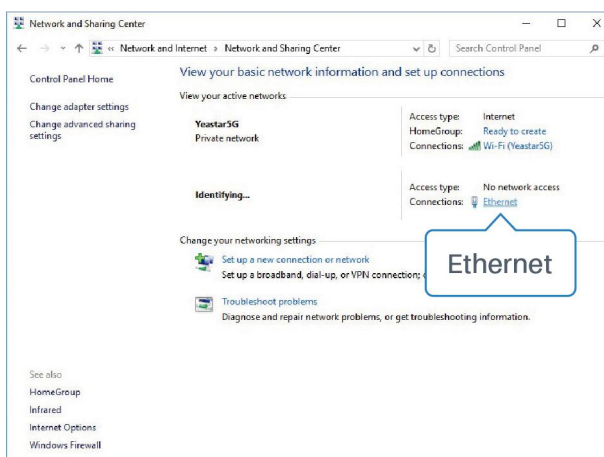 Network and Sharing Center
« Network and Internet > Network and Sharing Center
Search Control Panel
Control Panel Home
Change adapter settings
Change advanced sharing
settings
View your basic network information and set up connections
View your active networks
Yeastar5G
Private network
Access type: Internet
HomeGroup: Ready to create
Connections: Wi-Fi (Yeastar5G)
Identifying...
Access type: No network access
Connections: Ethernet
Ethernet
Change your networking settings
Set up a new connection or network
Set up a broadband, dial-up, or VPN connection;
Troubleshoot problems
Diagnose and repair network problems, or get troubleshooting information.
See also
HomeGroup
Infrared
Internet Options
Windows Firewall